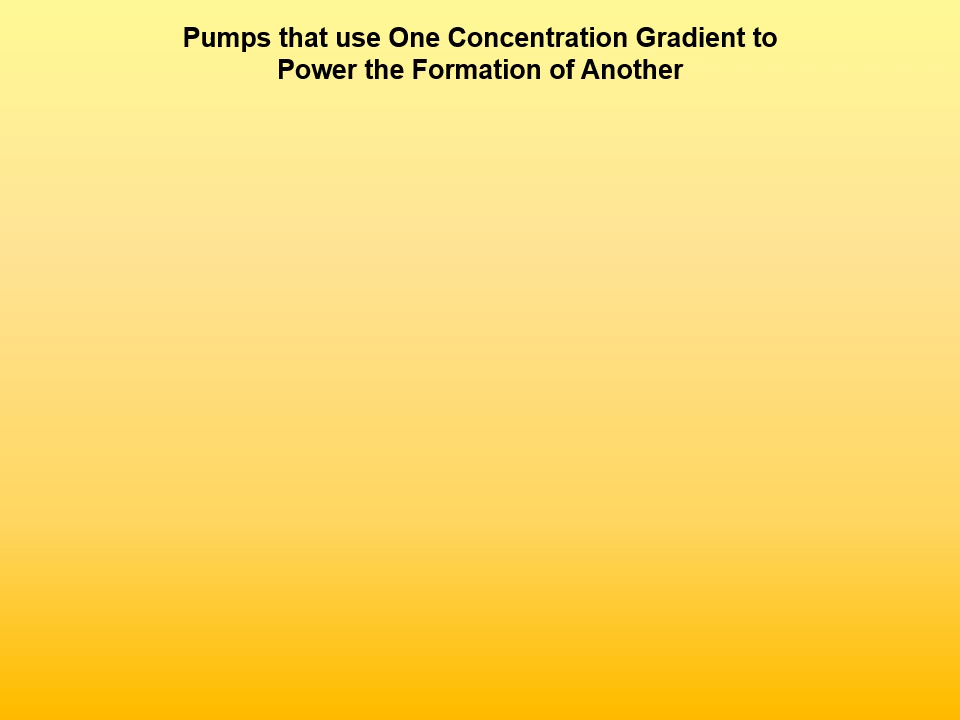 Pumps that use One Concentration Gradient to
Power the Formation of Another